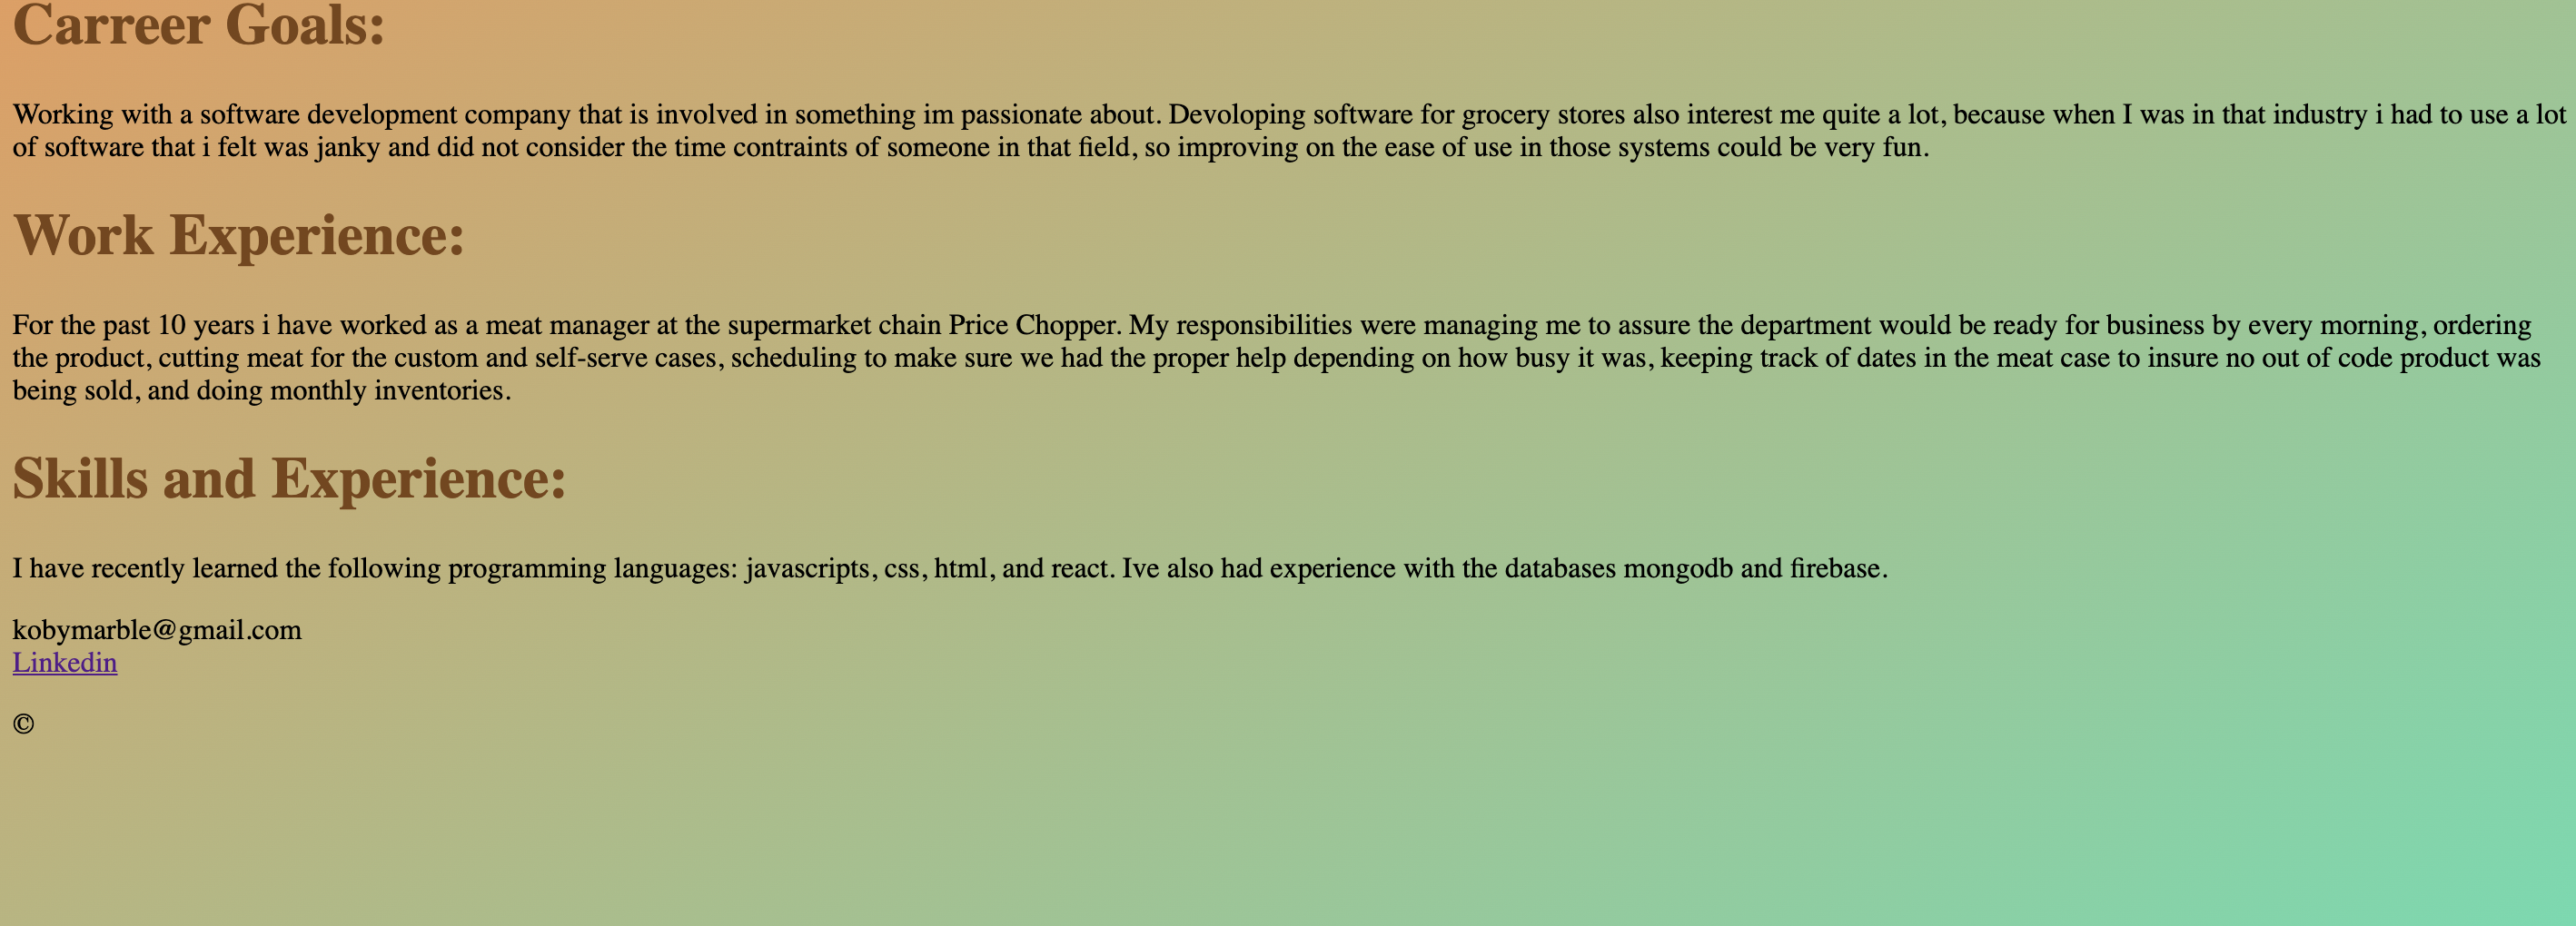 Carreer Goals:
Working with a software development company that is involved in something im passionate about. Devoloping software for grocery stores also interest me quite a lot, because when I was in that industry i had to use a lot
of software that i felt was janky and did not consider the time contraints of someone in that field, so improving on the ease of use in those systems could be very fun.
Work Experience:
For the past 10 years i have worked as a meat manager at the supermarket chain Price Chopper. My responsibilities were managing me to assure the department would be ready for business by every morning, ordering
the product, cutting meat for the custom and self-serve cases, scheduling to make sure we had the proper help depending on how busy it was, keeping track of dates in the meat case to insure no out of code product was
being sold, and doing monthly inventories.
Skills and Experience:
I have recently learned the following programming languages: javascripts, css, html, and react. Ive also had experience with the databases mongodb and firebase.
kobymarble@gmail.com
Linkedin
©